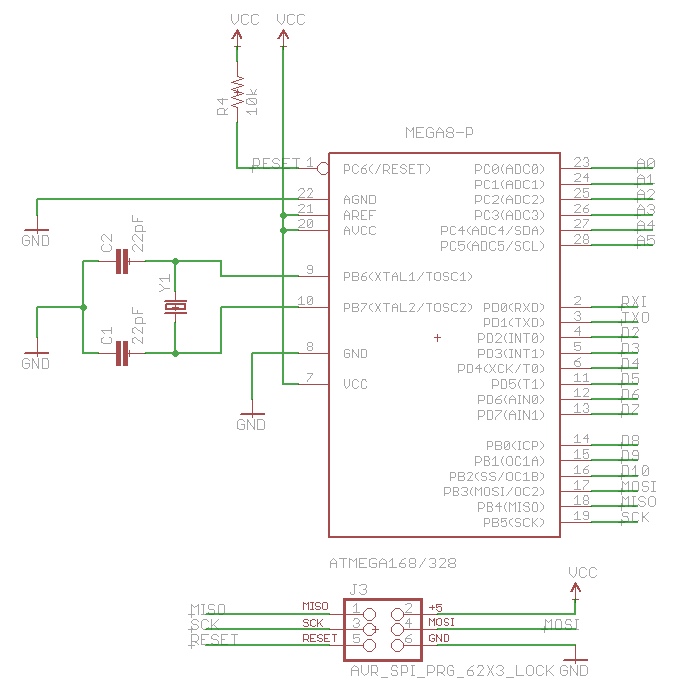 VCC VCC
R4
10k
MEGA8-P
RESET 1 PC6(/RESET) PC0(ADC0) 23 A0
PC1(ADC1) 24 A1
22 AGND PC2(ADC2) 25 A2
21 AREF PC3(ADC3) 26 A3
20 AVCC PC4(ADC4/SDA) 27 A4
PC5(ADC5/SCL) 28 A5
GND
C2
22pF
Y1
9 PB6(XTAL1/TOSC1)
10 PB7(XTAL2/TOSC2) PD0(RXD) 2 RXI
PD1(TXD) 3 TXO
PD2(INT0) 4 D2
C1
22pF
8 GND PD3(INT1) 5 D3
GND
PD4(XCK/T0) 6 D4
7 VCC PD5(T1) 11 D5
PD6(AIN0) 12 D6
PD7(AIN1) 13 D7
GND
PB0(ICP) 14 D8
PB1(OC1A) 15 D9
PB2(SS/OC1B) 16 D10
PB3(MOSI/OC2) 17 MOSI
PB4(MISO) 18 MISO
PB5(SCK) 19 SCK
ATMEGA168/328
VCC
J3
MISO MISO 1 2 +5
SCK SCK 3 4 MOSI MOSI
RESET RESET 5 6 GND
AVR_SPI_PRG_62X3_LOCK GND